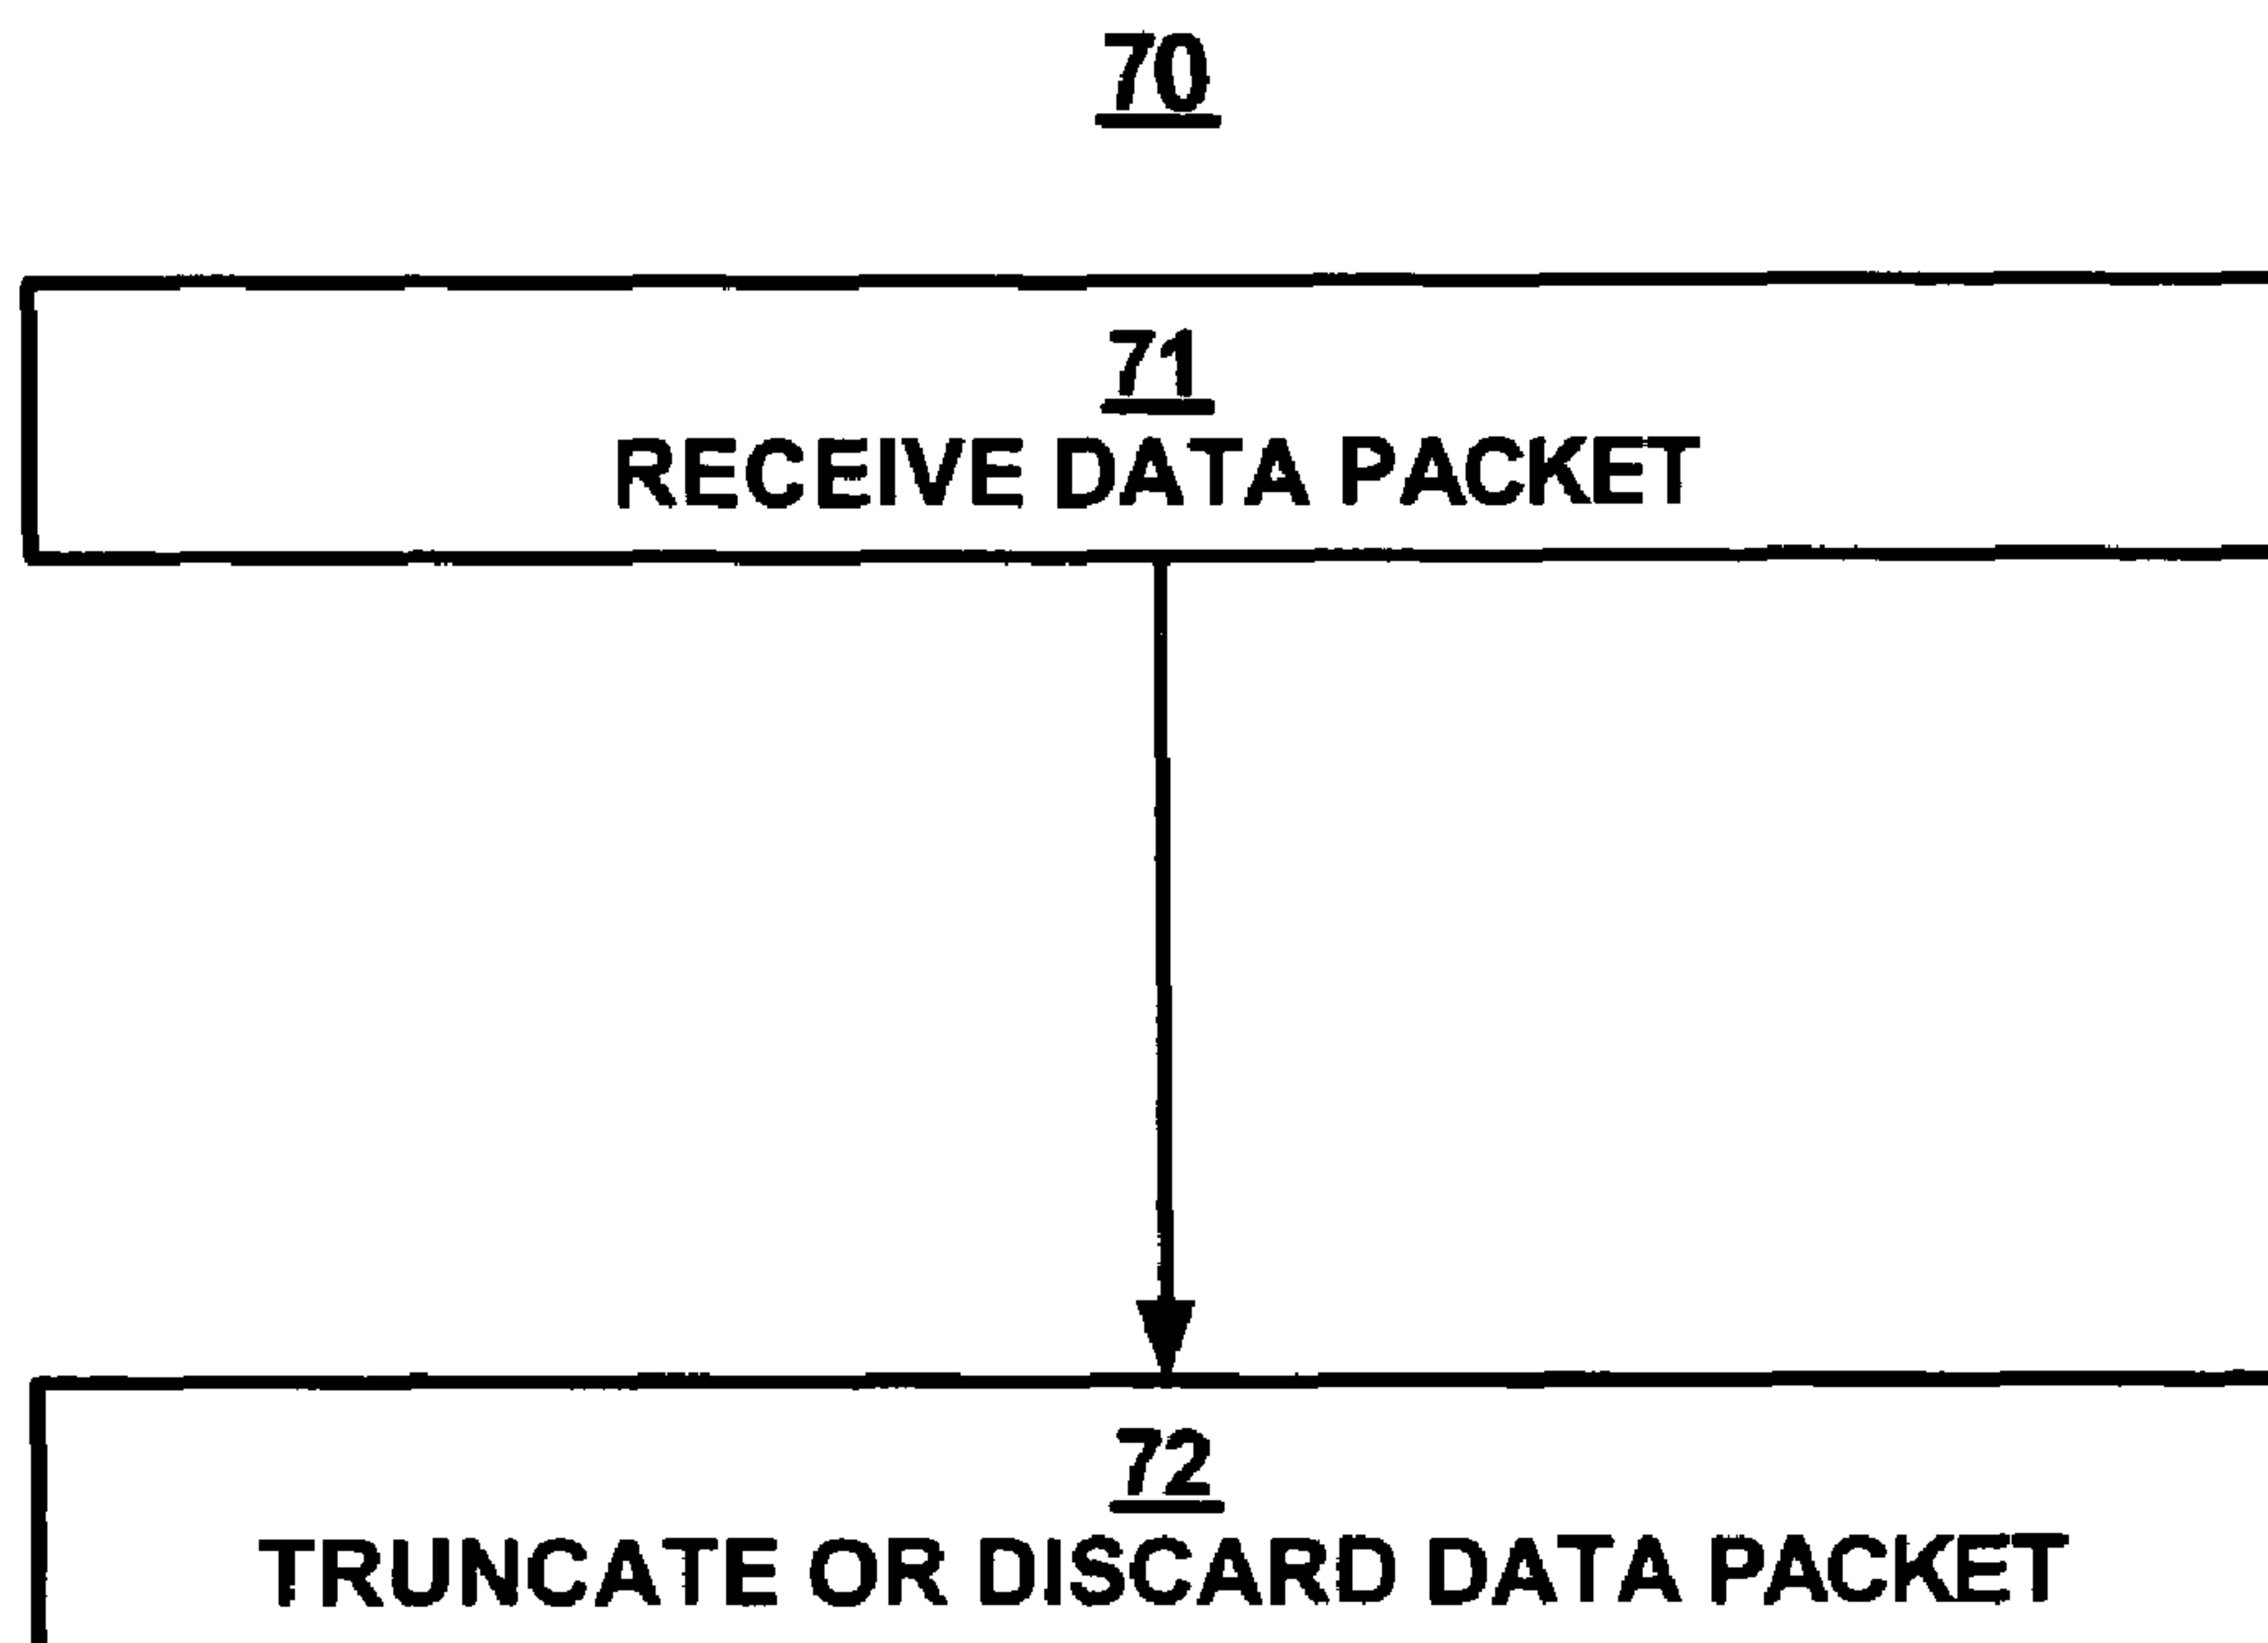 70
71
RECEIVE DATA PACKET
72
TRUNCATE OR DISCARD DATA PACKET